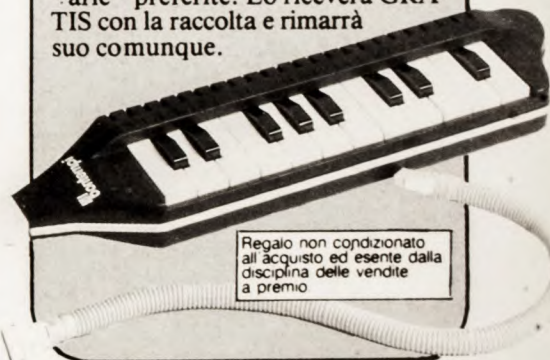 "arie" preferite. Lo riceverà GRA-
TIS con la raccolta e rimarrà
suo comunque.
Bontempi
Regalo non condizionato
all'acquisto ed esente dalla
disciplina delle vendite
a premio